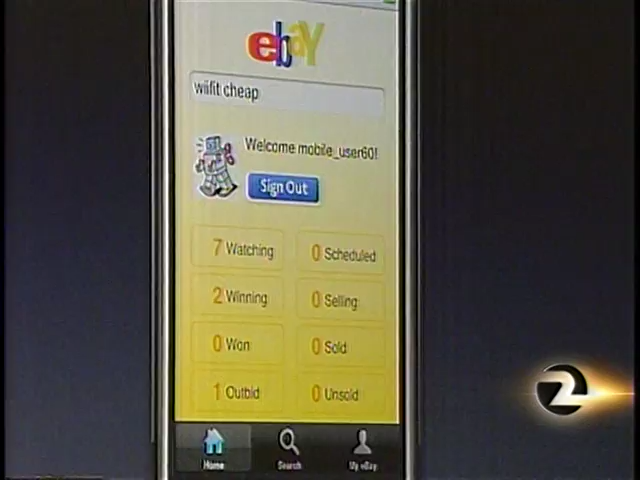 ebaY
wiifit cheap
Welcome mobile_user60!
Sign Out
7 Watching
0 Scheduled
2 Winning
0 Selling
0 Won
0 Sold
1 Outbid
0 Unsold
Home
Search
My eBay
2